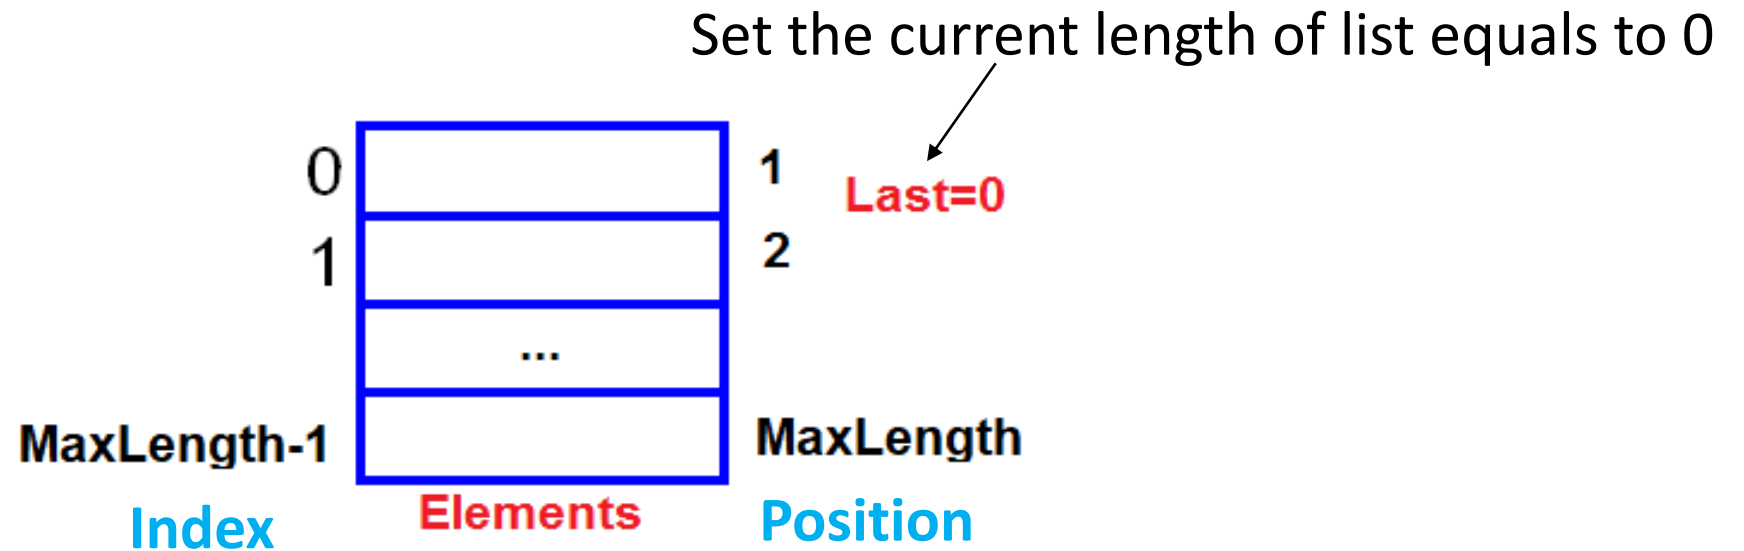 Set the current length of list equals to 0
0 1 Last=0
1 2
...
MaxLength-1 MaxLength
Index Elements Position